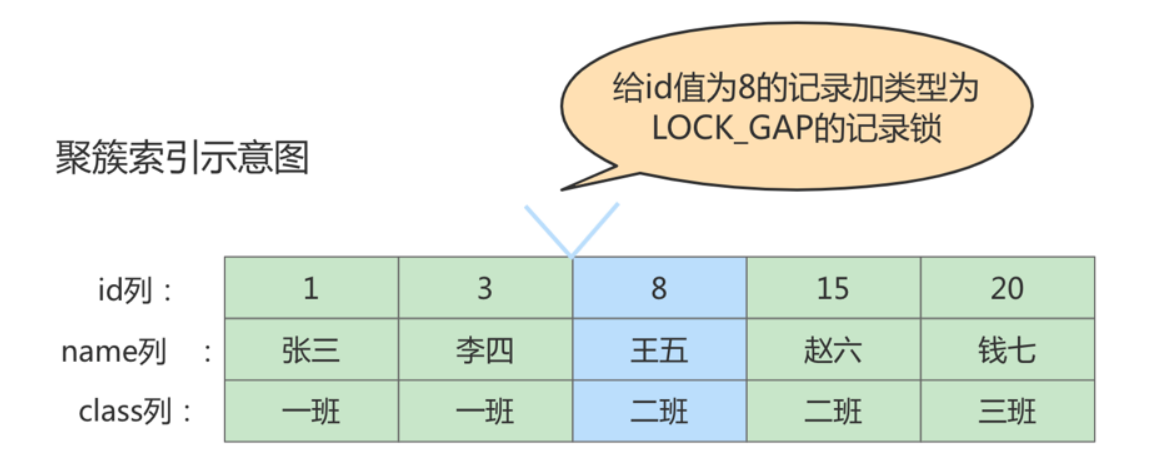 给id值为8的记录加类型为
LOCK_GAP的记录锁
聚簇索引示意图
id列： 1 3 8 15 20
name列 ： 张三 李四 王五 赵六 钱七
class列： 一班 一班 二班 二班 三班